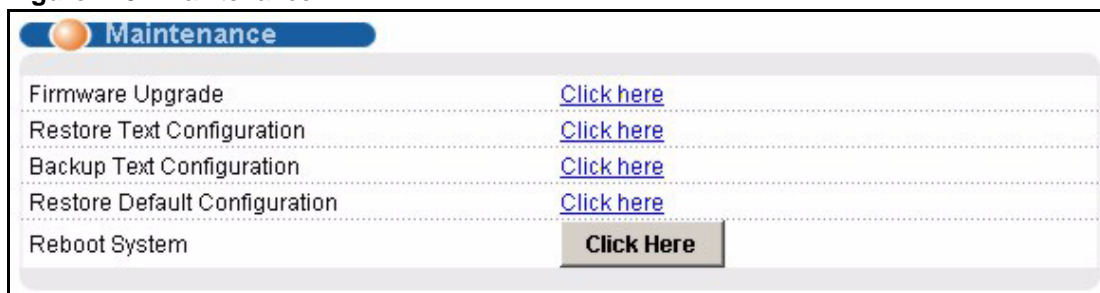 Maintenance
Firmware Upgrade Click here
Restore Text Configuration Click here
Backup Text Configuration Click here
Restore Default Configuration Click here
Reboot System Click Here